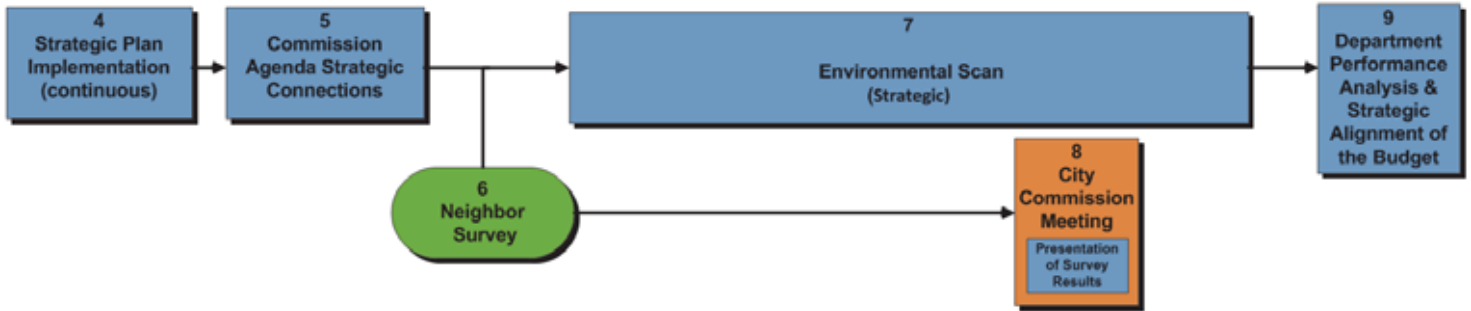 4
Strategic Plan
Implementation
(continuous)
5
Commission
Agenda Strategic
Connections
6
Neighbor
Survey
7
Environmental Scan
(Strategic)
8
City
Commission
Meeting
Presentation
of Survey
Results
9
Department
Performance
Analysis &
Strategic
Alignment of
the Budget